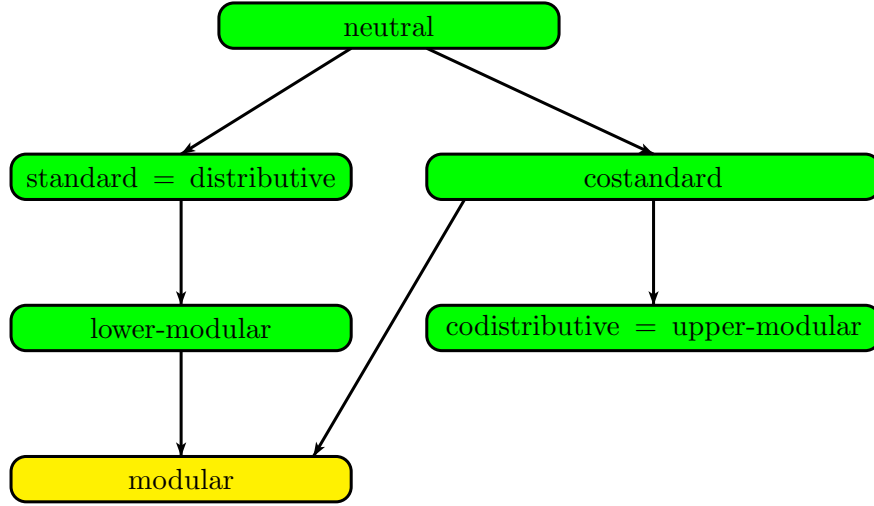 neutral
standard = distributive
costandard
lower-modular
codistributive = upper-modular
modular